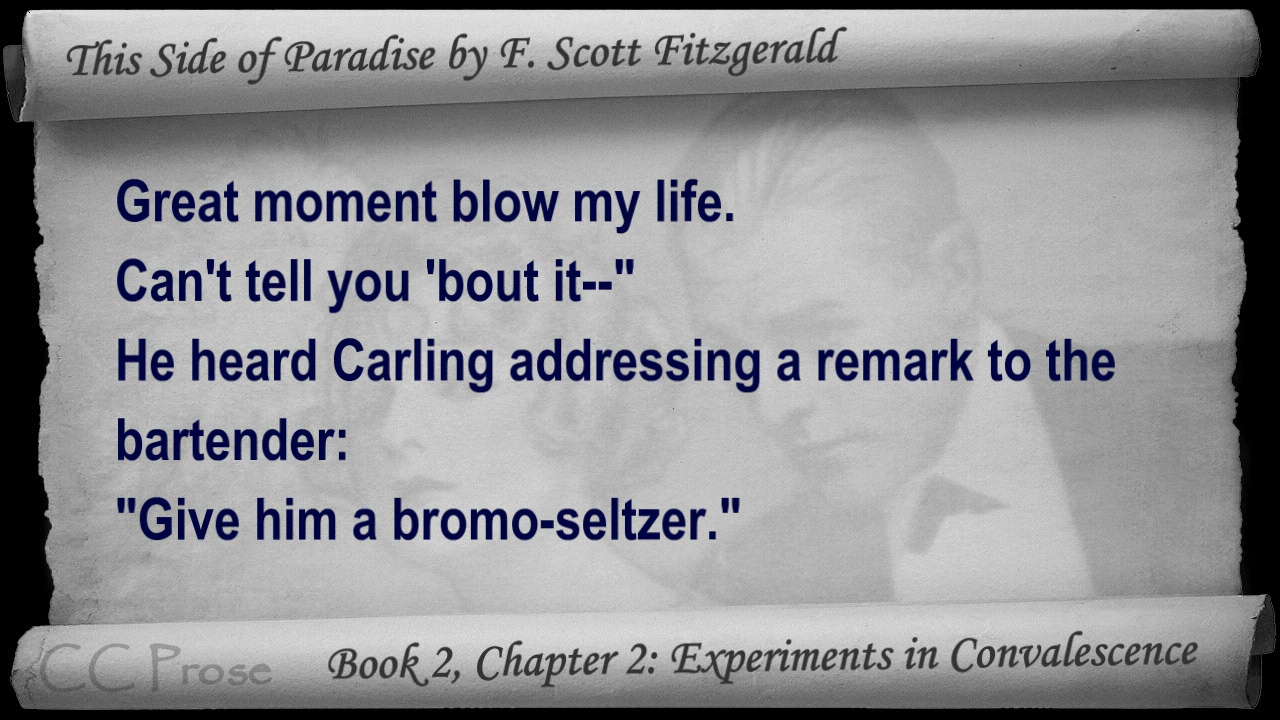 This Side of Paradise by F. Scott Fitzgerald
Great moment blow my life.
Can't tell you 'bout it--"
He heard Carling addressing a remark to the
bartender:
"Give him a bromo-seltzer."
CC Prose
Book 2, Chapter 2: Experiments in Convalescence